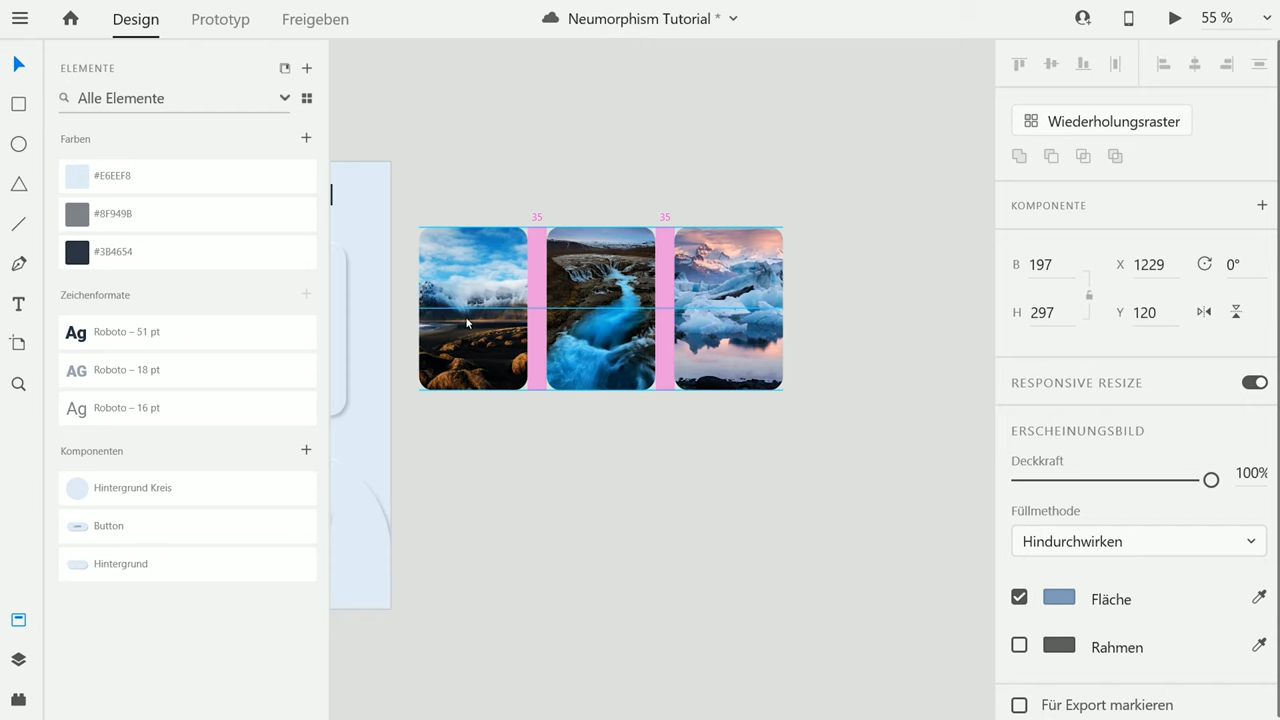 Design Prototyp Freigeben Neumorphism Tutorial * 55 %
ELEMENTE
Alle Elemente
Farben
#E6EEF8
#8F949B
#3B4654
Zeichenformate
Ag Roboto – 51 pt
AG Roboto – 18 pt
Ag Roboto – 16 pt
Komponenten
Hintergrund Kreis
Button
Hintergrund
35 35
Wiederholungsraster
KOMPONENTE
B 197 X 1229 0°
H 297 Y 120
RESPONSIVE RESIZE
ERSCHEINUNGSBILD
Deckkraft
100%
Füllmethode
Hindurchwirken
Fläche
Rahmen
Für Export markieren